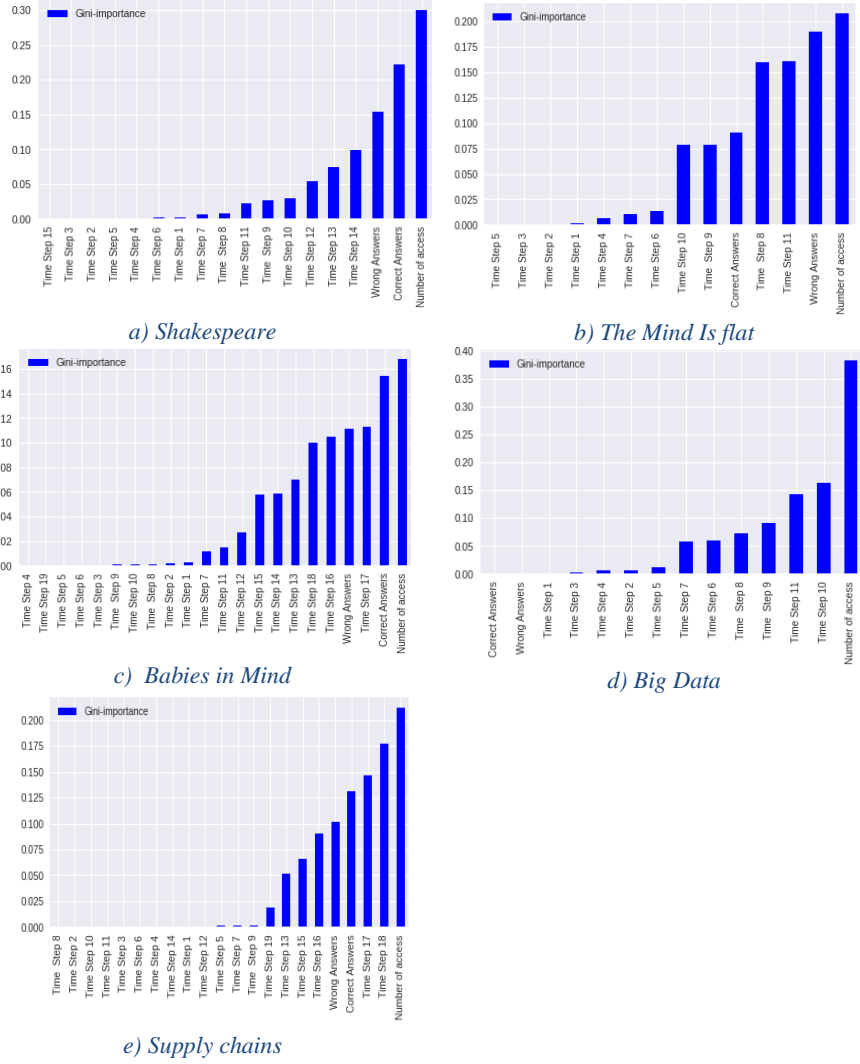 Gini-importance
0.30
0.25
0.20
0.15
0.10
0.05
0.00
Time Step 15
Time Step 3
Time Step 2
Time Step 5
Time Step 4
Time Step 6
Time Step 1
Time Step 7
Time Step 8
Time Step 11
Time Step 9
Time Step 10
Time Step 12
Time Step 13
Time Step 14
Wrong Answers
Correct Answers
Number of access
a) Shakespeare
Gini-importance
0.200
0.175
0.150
0.125
0.100
0.075
0.050
0.025
0.000
Time Step 5
Time Step 3
Time Step 2
Time Step 1
Time Step 4
Time Step 7
Time Step 6
Time Step 10
Time Step 9
Correct Answers
Time Step 8
Time Step 11
Wrong Answers
Number of access
b) The Mind Is flat
Gini-importance
16
14
12
10
08
06
04
02
00
Time Step 4
Time Step 19
Time Step 5
Time Step 6
Time Step 3
Time Step 9
Time Step 10
Time Step 8
Time Step 2
Time Step 1
Time Step 7
Time Step 11
Time Step 12
Time Step 15
Time Step 14
Time Step 13
Time Step 18
Time Step 16
Wrong Answers
Time Step 17
Correct Answers
Number of access
c) Babies in Mind
Gini-importance
0.40
0.35
0.30
0.25
0.20
0.15
0.10
0.05
0.00
Correct Answers
Wrong Answers
Time Step 1
Time Step 3
Time Step 4
Time Step 2
Time Step 5
Time Step 7
Time Step 6
Time Step 8
Time Step 9
Time Step 11
Time Step 10
Number of access
d) Big Data
Gini-importance
0.200
0.175
0.150
0.125
0.100
0.075
0.050
0.025
0.000
Time Step 8
Time Step 2
Time Step 10
Time Step 11
Time Step 3
Time Step 6
Time Step 4
Time Step 14
Time Step 1
Time Step 12
Time Step 5
Time Step 7
Time Step 9
Time Step 19
Time Step 13
Time Step 15
Time Step 16
Wrong Answers
Correct Answers
Time Step 17
Time Step 18
Number of access
e) Supply chains